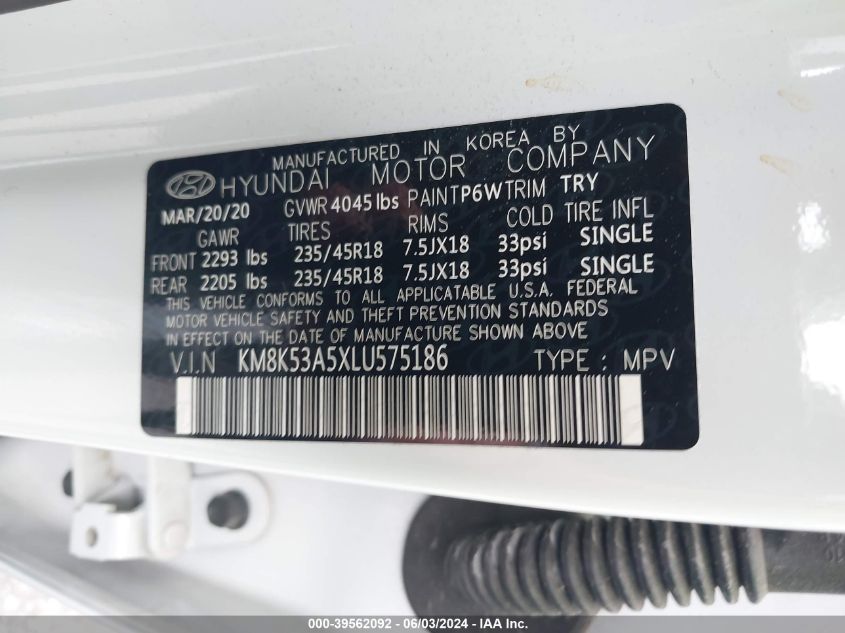 MANUFACTURED IN KOREA BY
HYUNDAI MOTOR COMPANY
MAR/20/20 GVWR 4045 lbs PAINT P6W TRIM TRY
GAWR TIRES RIMS COLD TIRE INFL
FRONT 2293 lbs 235/45R18 7.5JX18 33psi SINGLE
REAR 2205 lbs 235/45R18 7.5JX18 33psi SINGLE
THIS VEHICLE CONFORMS TO ALL APPLICATABLE U.S.A. FEDERAL
MOTOR VEHICLE SAFETY AND THEFT PREVENTION STANDARDS
IN EFFECT ON THE DATE OF MANUFACTURE SHOWN ABOVE
V.I.N KM8K53A5XLU575186 TYPE : MPV
000-39562092 - 06/03/2024 - IAA Inc.